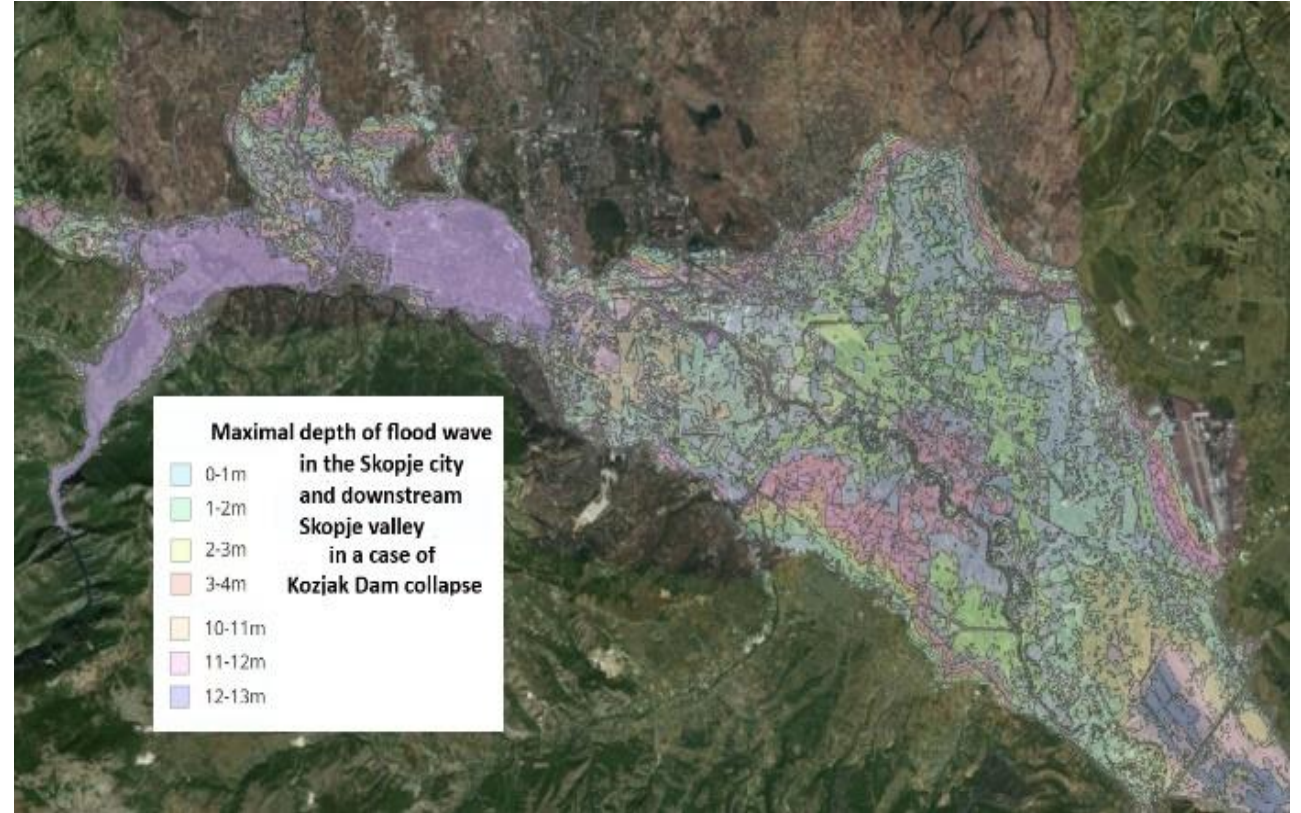 Maximal depth of flood wave
in the Skopje city
and downstream
Skopje valley
in a case of
Kozjak Dam collapse
0-1m
1-2m
2-3m
3-4m
10-11m
11-12m
12-13m